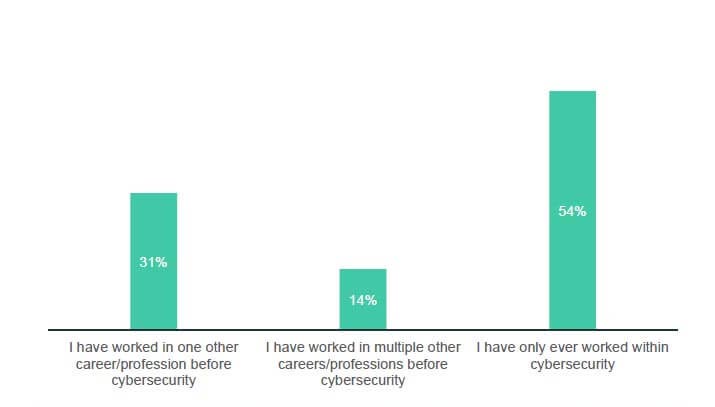 54%
31%
14%
I have worked in one other
career/profession before
cybersecurity
I have worked in multiple other
careers/professions before
cybersecurity
I have only ever worked within
cybersecurity